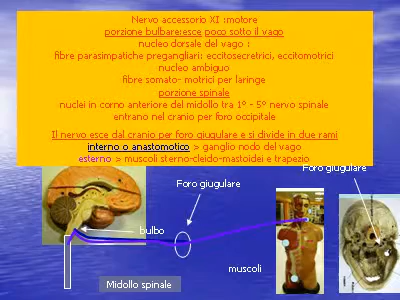 Nervo accessorio XI :motore
porzione bulbare:esce poco sotto il vago
nucleo dorsale del vago :
fibre parasimpatiche pregangliari: eccitosecretrici, eccitomotrici
nucleo ambiguo
fibre somato- motrici per laringe
porzione spinale
nuclei in corno anteriore del midollo tra 1° - 5° nervo spinale
entrano nel cranio per foro occipitale
Il nervo esce dal cranio per foro giugulare e si divide in due rami
interno o anastomotico > ganglio nodo del vago
esterno > muscoli sterno-cleido-mastoidei e trapezio
Foro giugulare
Foro giugulare
bulbo
muscoli
Midollo spinale